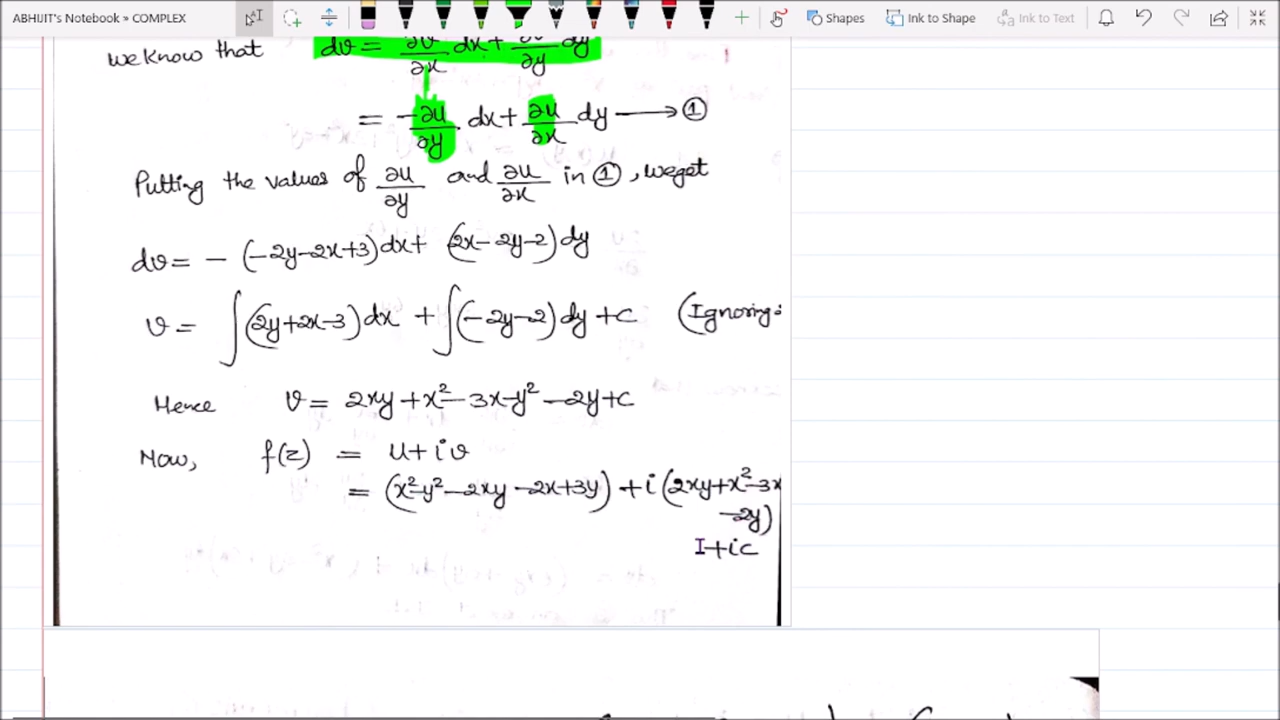 ABHIJIT's Notebook » COMPLEX
Shapes
Ink to Shape
Ink to Text
we know that dv = ∂v/∂x dx + ∂v/∂y dy
= -∂u/∂y dx + ∂u/∂x dy → ①
Putting the values of ∂u/∂y and ∂u/∂x in ①, we get
dv = - (-2y-2x+3)dx + (2x-2y-2)dy
v = ∫(2y+2x-3)dx + ∫(-2y-2)dy + c (Ignoring
Hence v = 2xy + x² - 3x - y² - 2y + c
Now, f(z) = u + iv
= (x²-y²-2xy-2x+3y) + i(2xy+x²-3x
-2y)
+ic